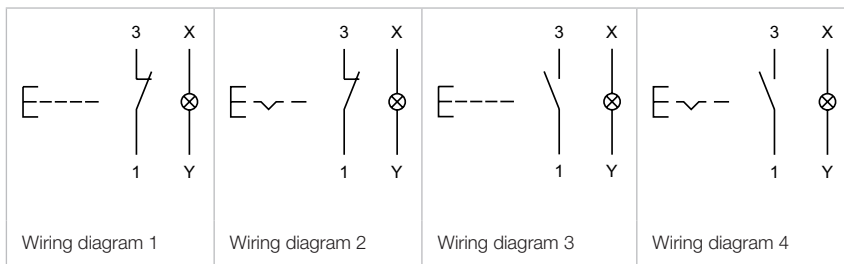 3 X 3 X 3 X 3 X
1 Y 1 Y 1 Y 1 Y
Wiring diagram 1 Wiring diagram 2 Wiring diagram 3 Wiring diagram 4